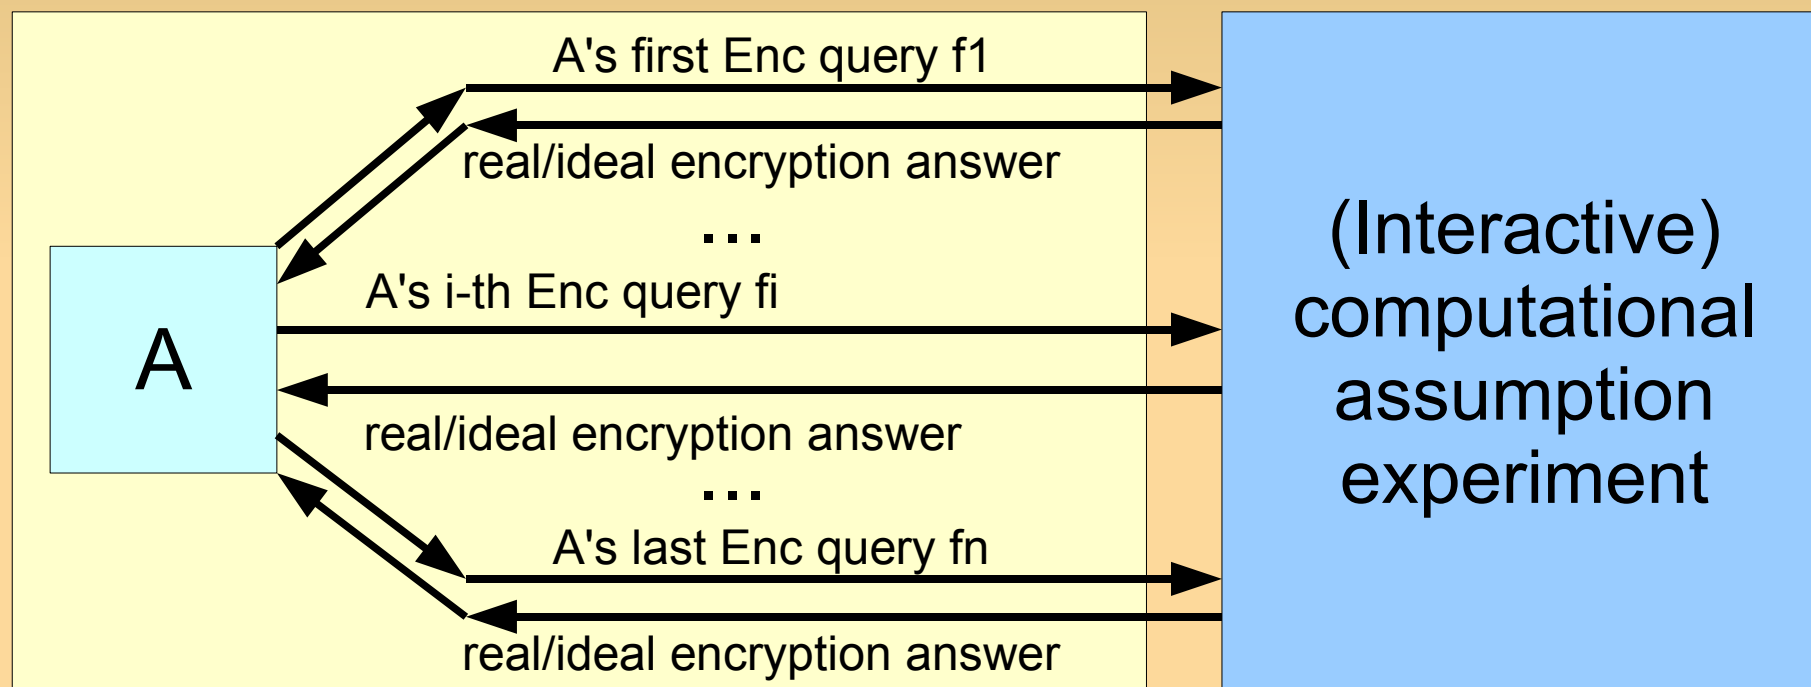 A's first Enc query f1
real/ideal encryption answer
...
A's i-th Enc query fi
A
real/ideal encryption answer
...
A's last Enc query fn
real/ideal encryption answer
(Interactive)
computational
assumption
experiment